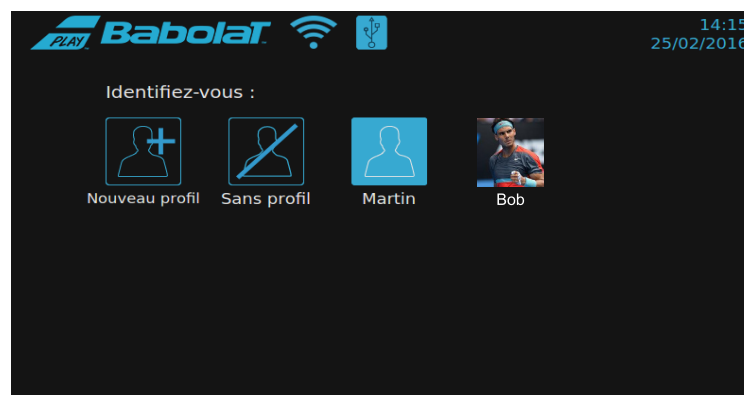 PLAY BabolaT 14:15
25/02/2016
Identifiez-vous :
Nouveau profil Sans profil Martin Bob